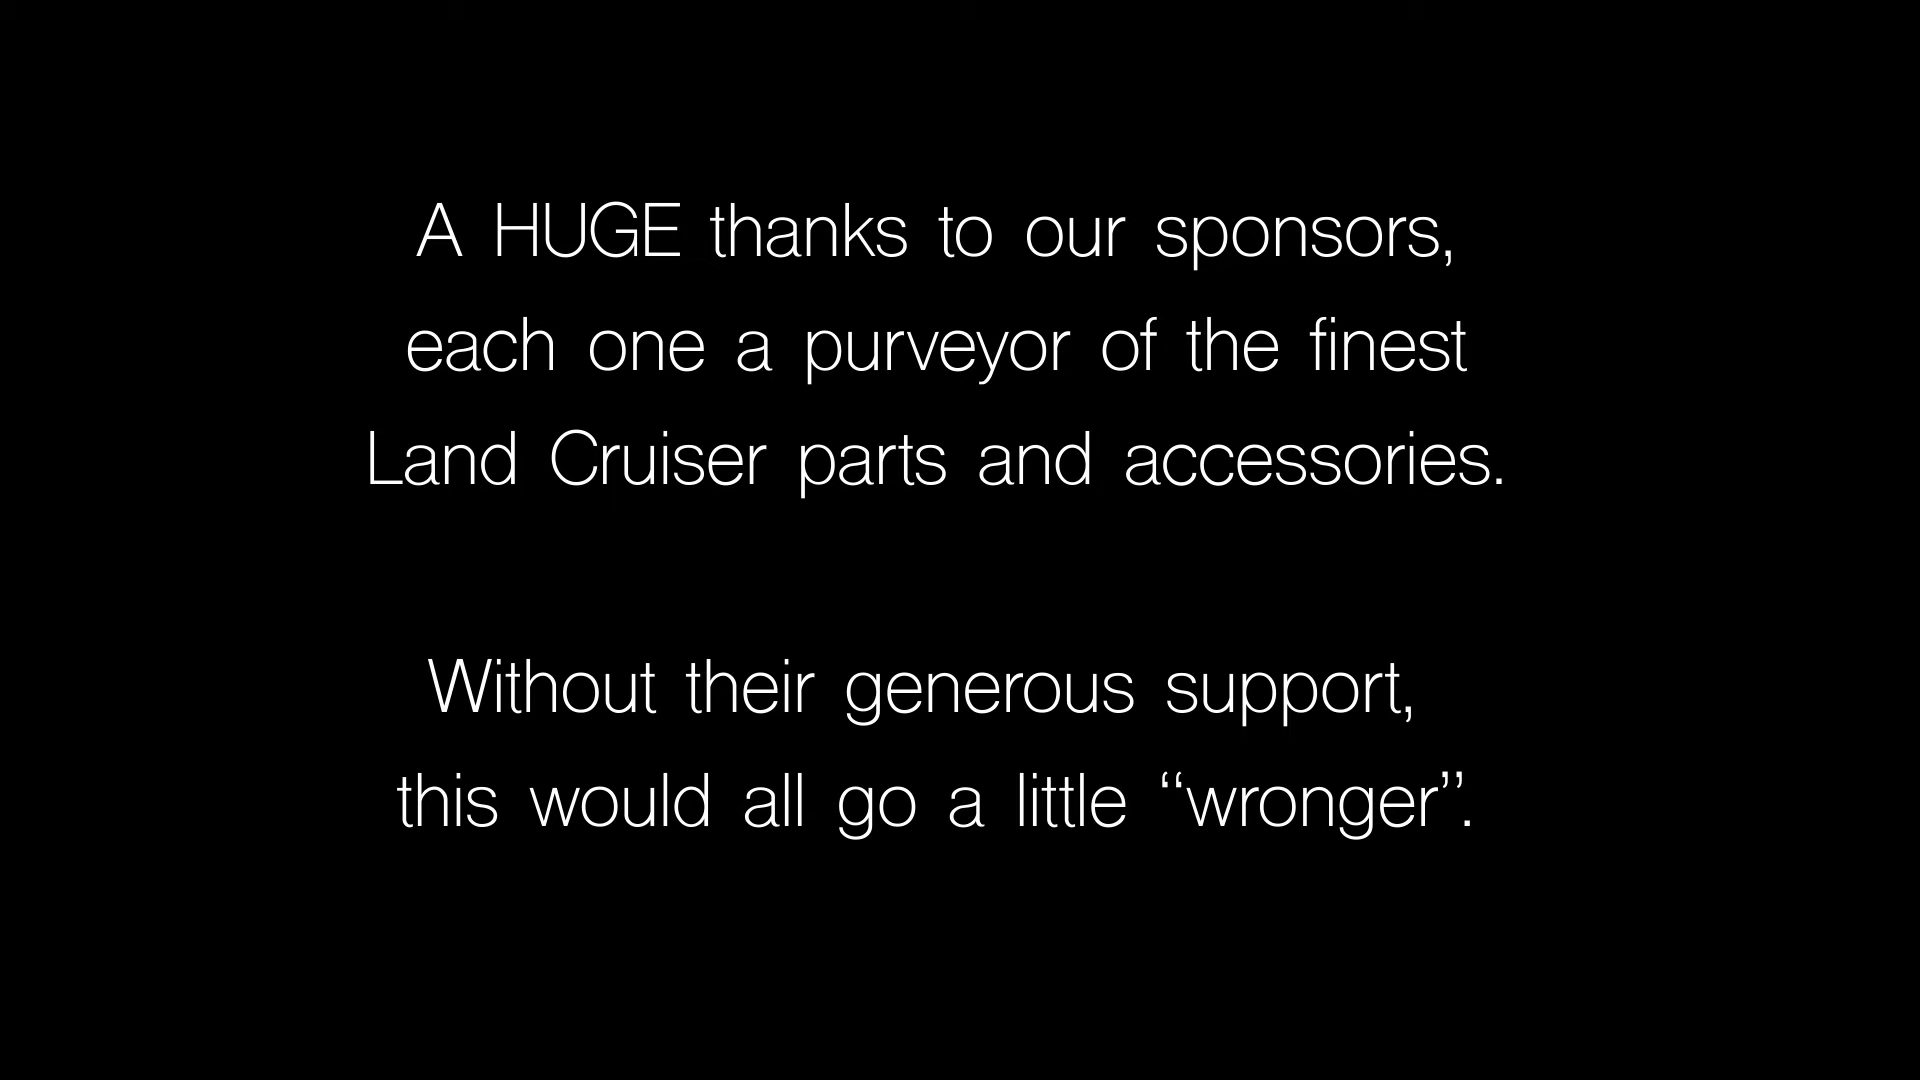 A HUGE thanks to our sponsors,
each one a purveyor of the finest
Land Cruiser parts and accessories.
Without their generous support,
this would all go a little “wronger”.